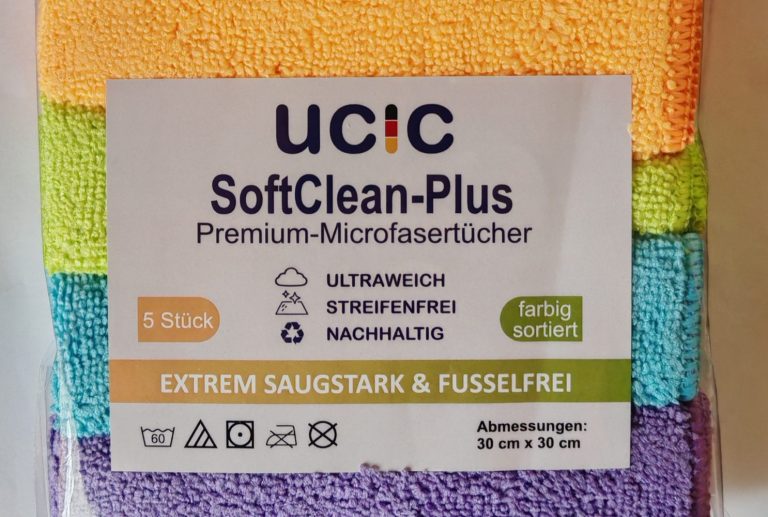 ucic
SoftClean-Plus
Premium-Microfasertücher
ULTRAWEICH
STREIFENFREI
NACHHALTIG
5 Stück
farbig
sortiert
EXTREM SAUGSTARK & FUSSELFREI
60
Abmessungen:
30 cm x 30 cm